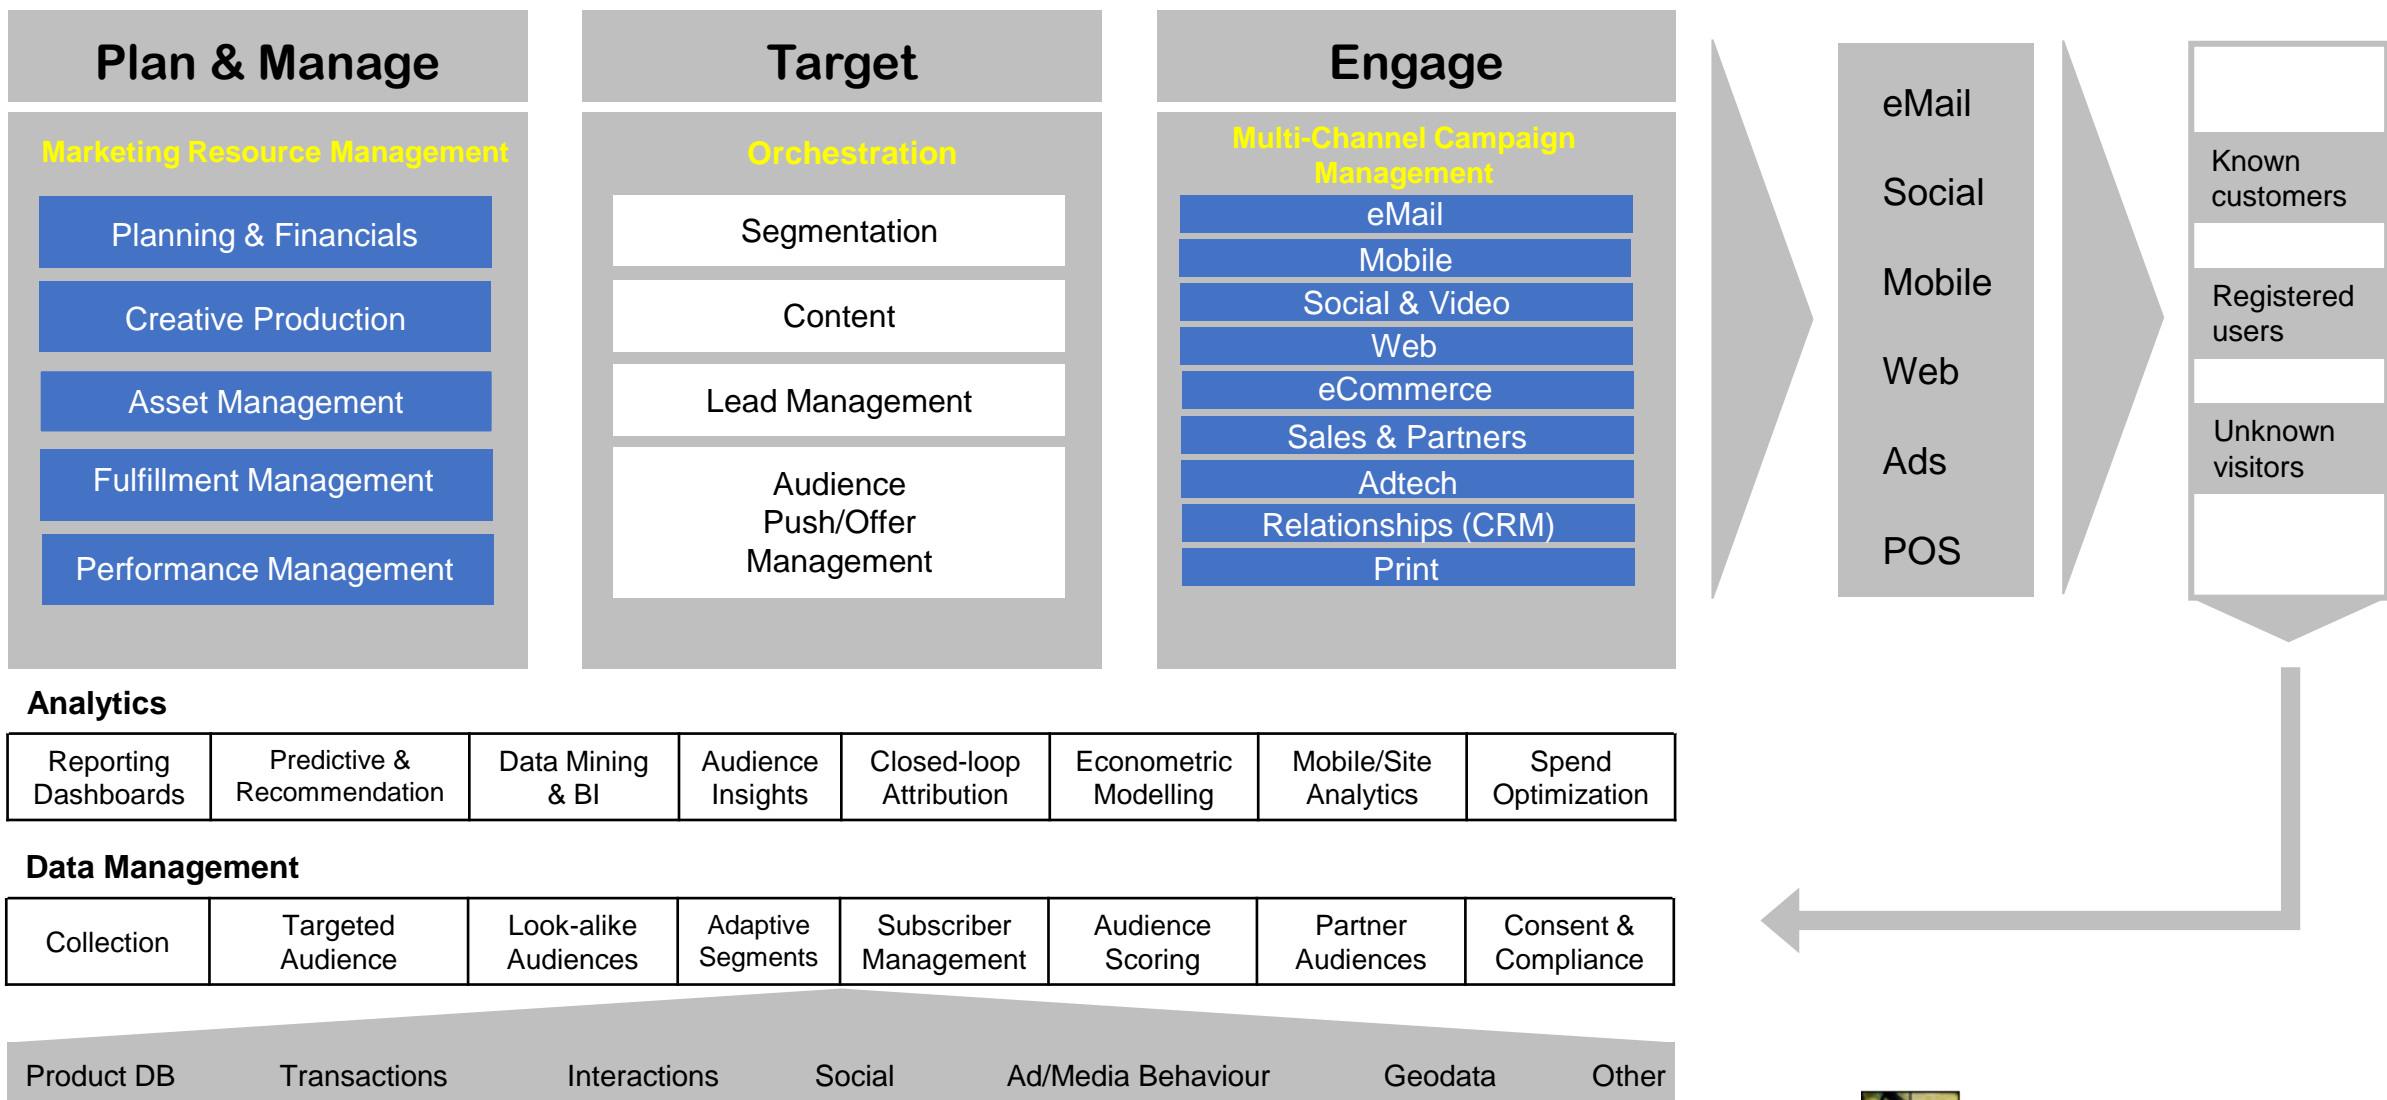 Plan & Manage
Marketing Resource Management
Planning & Financials
Creative Production
Asset Management
Fulfillment Management
Performance Management
Target
Orchestration
Segmentation
Content
Lead Management
Audience
Push/Offer
Management
Engage
Multi-Channel Campaign
Management
eMail
Mobile
Social & Video
Web
eCommerce
Sales & Partners
Adtech
Relationships (CRM)
Print
eMail
Social
Mobile
Web
Ads
POS
Known
customers
Registered
users
Unknown
visitors
Analytics
Reporting
Dashboards
Predictive &
Recommendation
Data Mining
& BI
Audience
Insights
Closed-loop
Attribution
Econometric
Modelling
Mobile/Site
Analytics
Spend
Optimization
Data Management
Collection
Targeted
Audience
Look-alike
Audiences
Adaptive
Segments
Subscriber
Management
Audience
Scoring
Partner
Audiences
Consent &
Compliance
Product DB
Transactions
Interactions
Social
Ad/Media Behaviour
Geodata
Other